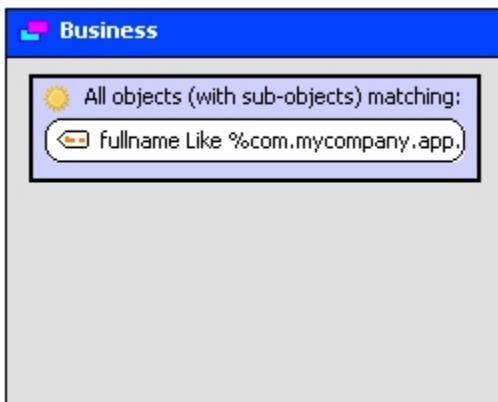 Business
All objects (with sub-objects) matching:
fullname Like %com.mycompany.app.